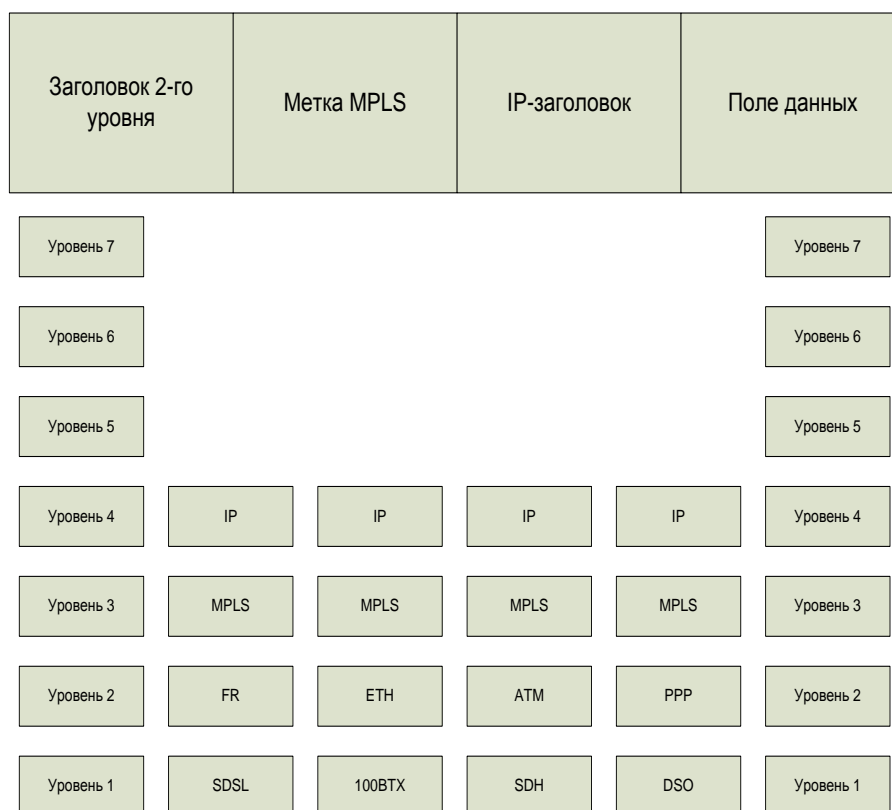 Заголовок 2-го
уровня
Метка MPLS
IP-заголовок
Поле данных
Уровень 7
Уровень 7
Уровень 6
Уровень 6
Уровень 5
Уровень 5
Уровень 4
IP
IP
IP
IP
Уровень 4
Уровень 3
MPLS
MPLS
MPLS
MPLS
Уровень 3
Уровень 2
FR
ETH
ATM
PPP
Уровень 2
Уровень 1
SDSL
100BTX
SDH
DSO
Уровень 1